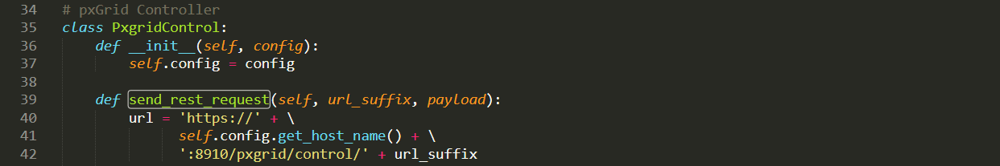 34 # pxGrid Controller
35 class PxgridControl:
36     def __init__(self, config):
37         self.config = config
38
39     def send_rest_request(self, url_suffix, payload):
40         url = 'https://' + \
41               self.config.get_host_name() + \
42               ':8910/pxgrid/control/' + url_suffix